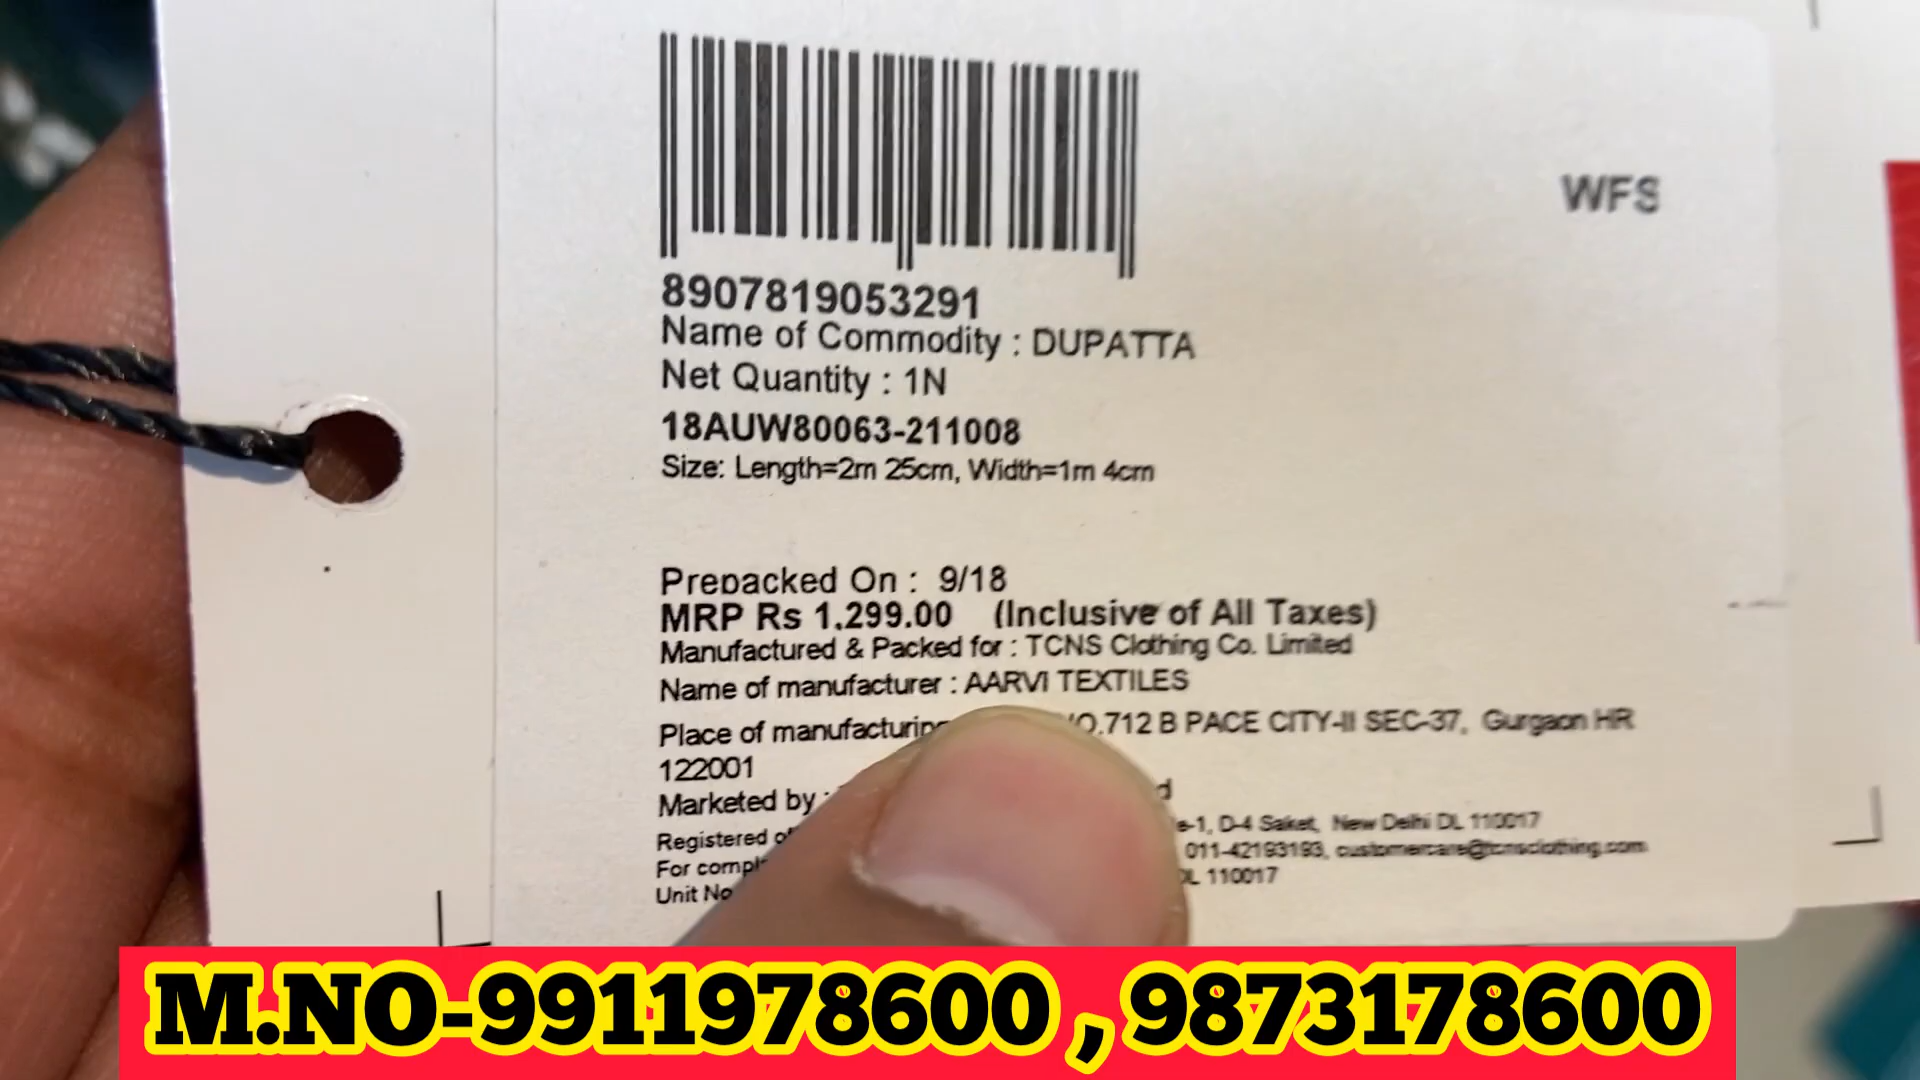 WFS
8907819053291
Name of Commodity : DUPATTA
Net Quantity : 1N
18AUW80063-211008
Size: Length=2m 25cm, Width=1m 4cm
Prepacked On : 9/18
MRP Rs 1,299.00 (Inclusive of All Taxes)
Manufactured & Packed for : TCNS Clothing Co. Limited
Name of manufacturer : AARVI TEXTILES
Place of manufacturing 712 B PACE CITY-II SEC-37, Gurgaon HR
122001
Marketed by :
Registered D-4 Saket, New Delhi DL 110017
For 011-42193193, customercare@tcnsclothing.com
Unit No DL 110017
M.NO-9911978600 , 9873178600